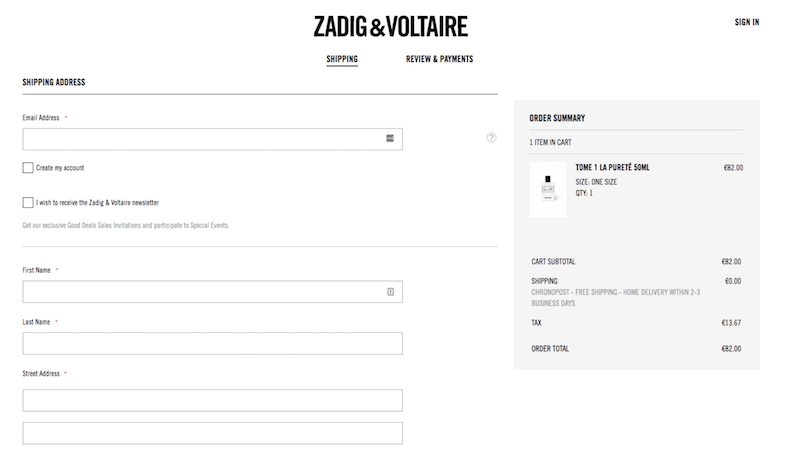 ZADIG&VOLTAIRE
SIGN IN
SHIPPING
REVIEW & PAYMENTS
SHIPPING ADDRESS
Email Address *
?
Create my account
I wish to receive the Zadig & Voltaire newsletter
Get our exclusive Good Deals Sales Invitations and participate to Special Events.
First Name *
Last Name *
Street Address *
ORDER SUMMARY
1 ITEM IN CART
TOME 1 LA PURETÉ 50ML €82.00
SIZE: ONE SIZE
QTY: 1
CART SUBTOTAL €82.00
SHIPPING €0.00
CHRONOPOST - FREE SHIPPING - HOME DELIVERY WITHIN 2-3
BUSINESS DAYS
TAX €13.67
ORDER TOTAL €82.00